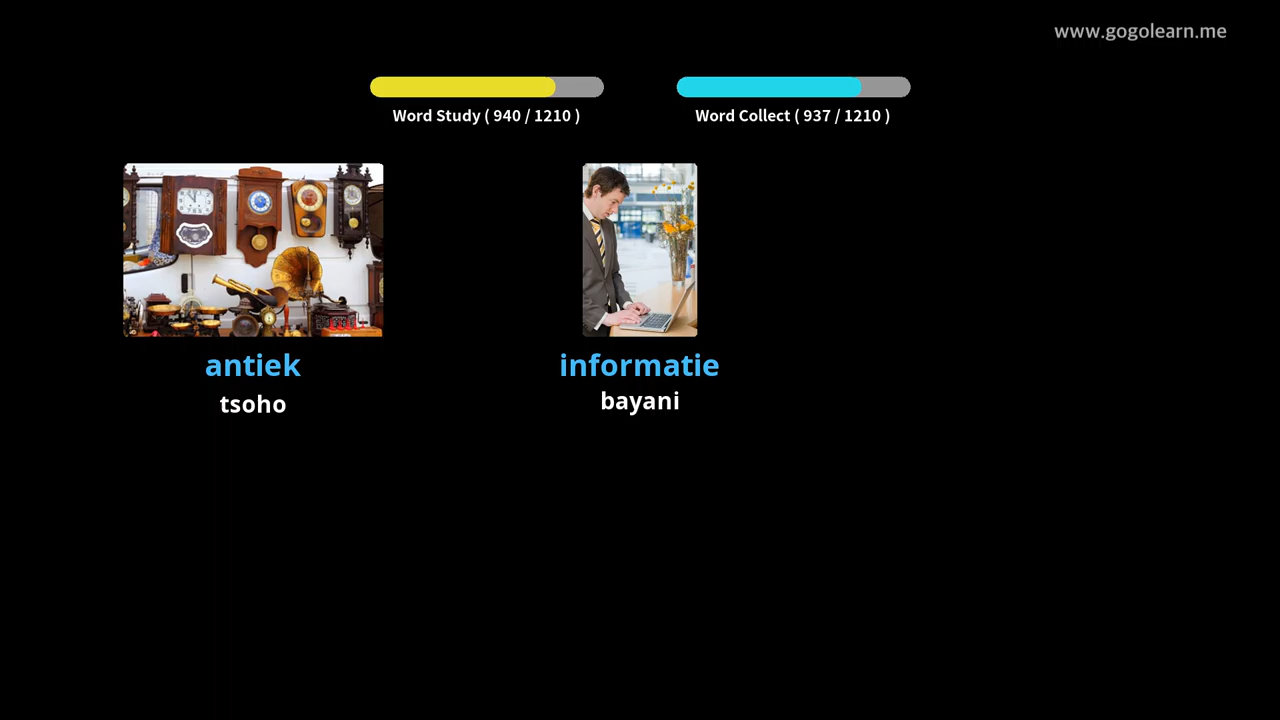 www.gogolearn.me
Word Study ( 940 / 1210 )
Word Collect ( 937 / 1210 )
antiek
informatie
tsoho
bayani